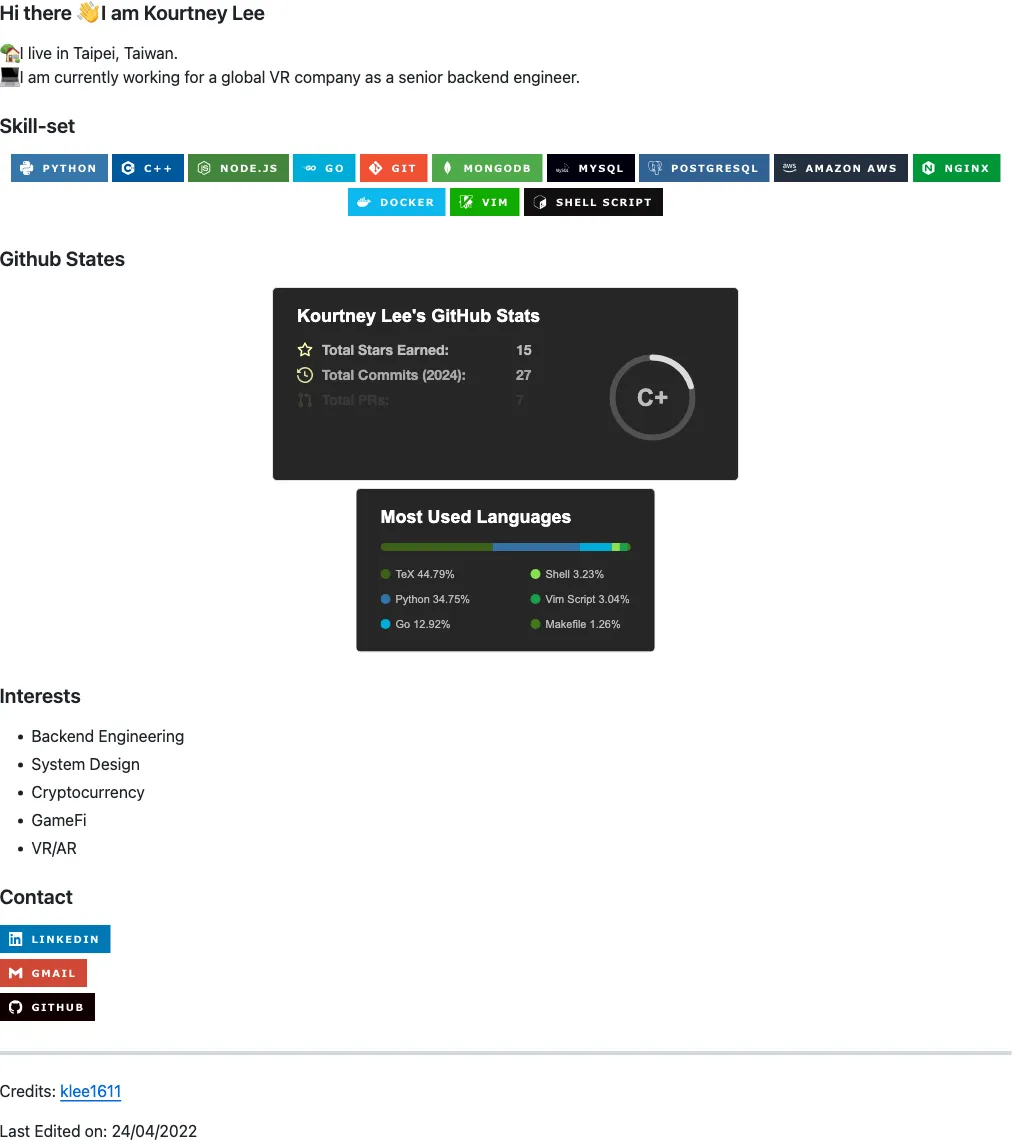 Hi there 👋I am Kourtney Lee
🏡I live in Taipei, Taiwan.
💻I am currently working for a global VR company as a senior backend engineer.
Skill-set
PYTHON C++ NODE.JS GO GIT MONGODB MYSQL POSTGRESQL AMAZON AWS NGINX
DOCKER VIM SHELL SCRIPT
Github States
Kourtney Lee's GitHub Stats
Total Stars Earned: 15
Total Commits (2024): 27
Total PRs: 7
C+
Most Used Languages
TeX 44.79% Shell 3.23%
Python 34.75% Vim Script 3.04%
Go 12.92% Makefile 1.26%
Interests
• Backend Engineering
• System Design
• Cryptocurrency
• GameFi
• VR/AR
Contact
LINKEDIN
GMAIL
GITHUB
Credits: klee1611
Last Edited on: 24/04/2022